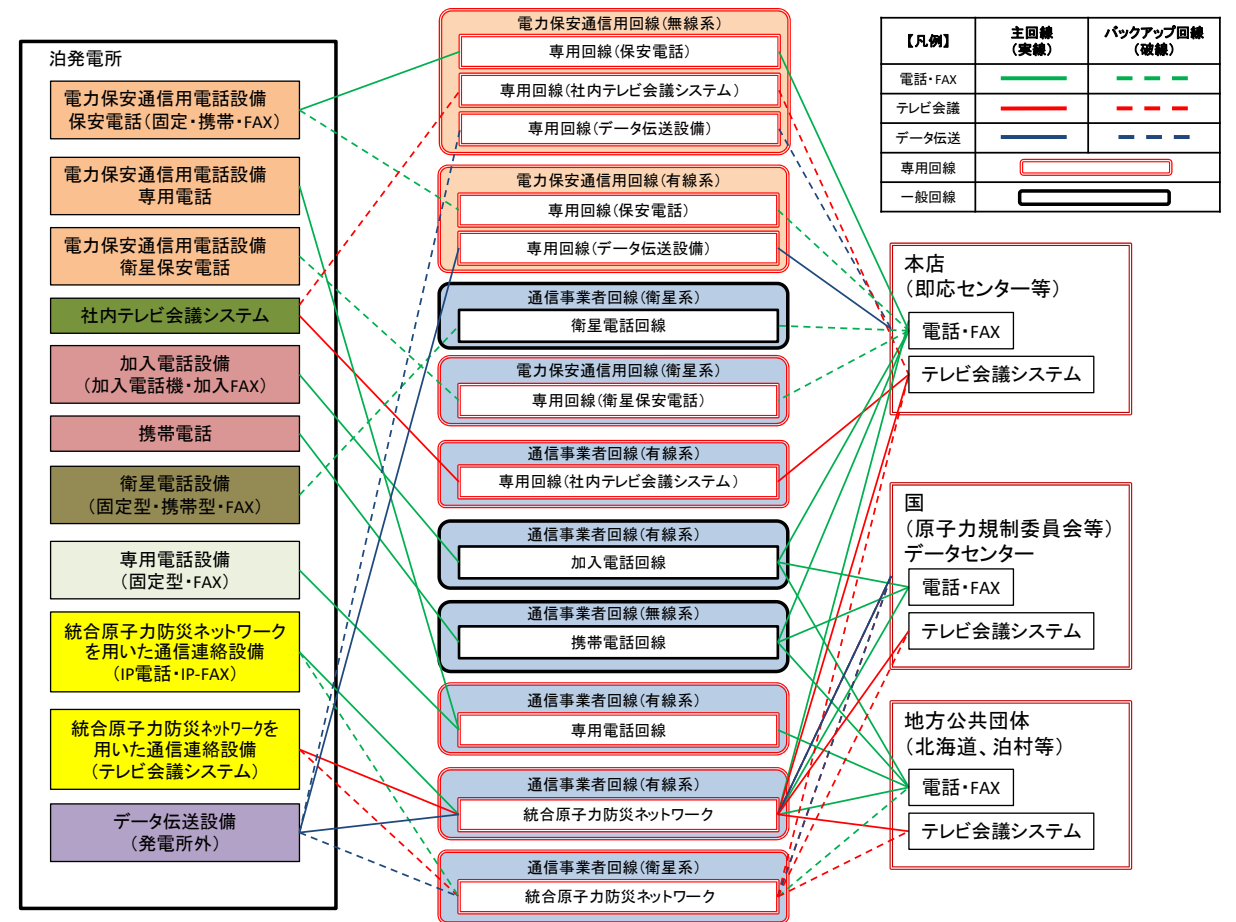 泊発電所
電力保安通信用電話設備
保安電話(固定・携帯・FAX)
電力保安通信用電話設備
専用電話
電力保安通信用電話設備
衛星保安電話
社内テレビ会議システム
加入電話設備
(加入電話機・加入FAX)
携帯電話
衛星電話設備
(固定型・携帯型・FAX)
専用電話設備
(固定型・FAX)
統合原子力防災ネットワーク
を用いた通信連絡設備
(IP電話・IP-FAX)
統合原子力防災ネットワークを
用いた通信連絡設備
(テレビ会議システム)
データ伝送設備
(発電所外)
電力保安通信用回線(無線系)
専用回線(保安電話)
専用回線(社内テレビ会議システム)
専用回線(データ伝送設備)
電力保安通信用回線(有線系)
専用回線(保安電話)
専用回線(データ伝送設備)
通信事業者回線(衛星系)
衛星電話回線
電力保安通信用回線(衛星系)
専用回線(衛星保安電話)
通信事業者回線(有線系)
専用回線(社内テレビ会議システム)
通信事業者回線(有線系)
加入電話回線
通信事業者回線(無線系)
携帯電話回線
通信事業者回線(有線系)
専用電話回線
通信事業者回線(有線系)
統合原子力防災ネットワーク
通信事業者回線(衛星系)
統合原子力防災ネットワーク
【凡例】
主回線
(実線)
バックアップ回線
(破線)
電話・FAX
テレビ会議
データ伝送
専用回線
一般回線
本店
(即応センター等)
電話・FAX
テレビ会議システム
国
(原子力規制委員会等)
データセンター
電話・FAX
テレビ会議システム
地方公共団体
(北海道、泊村等)
電話・FAX
テレビ会議システム